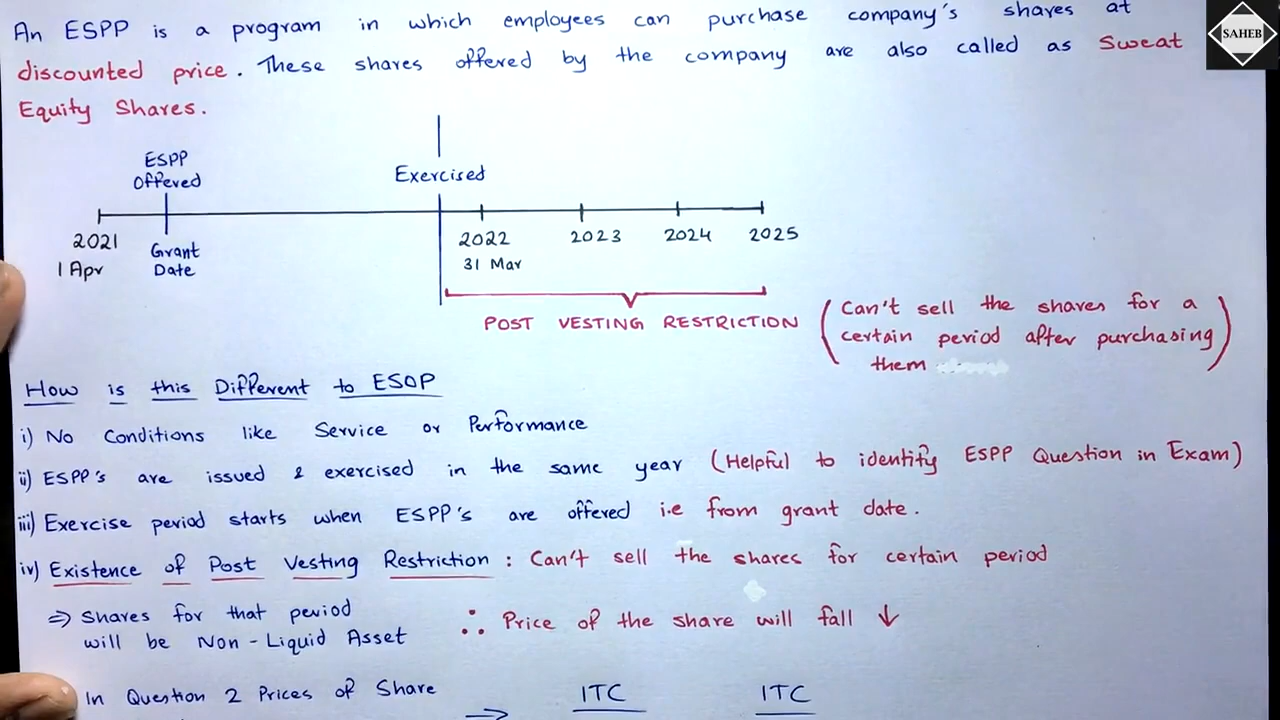 An ESPP is a program in which employees can purchase company's shares at
discounted price. These shares offered by the company are also called as Sweat
Equity Shares.
SAHEB
ESPP
Offered
Exercised
2021
1 Apr
Grant
Date
2022
31 Mar
2023
2024
2025
POST VESTING RESTRICTION
(Can't sell the shares for a
certain period after purchasing
them)
How is this Different to ESOP
i) No Conditions like Service or Performance
ii) ESPP's are issued & exercised in the same year (Helpful to identify ESPP Question in Exam)
iii) Exercise period starts when ESPP's are offered i.e from grant date.
iv) Existence of Post Vesting Restriction : Can't sell the shares for certain period
⇒ Shares for that period
will be Non-Liquid Asset
∴ Price of the share will fall ↓
In Question 2 Prices of Share
⇒ ITC ITC